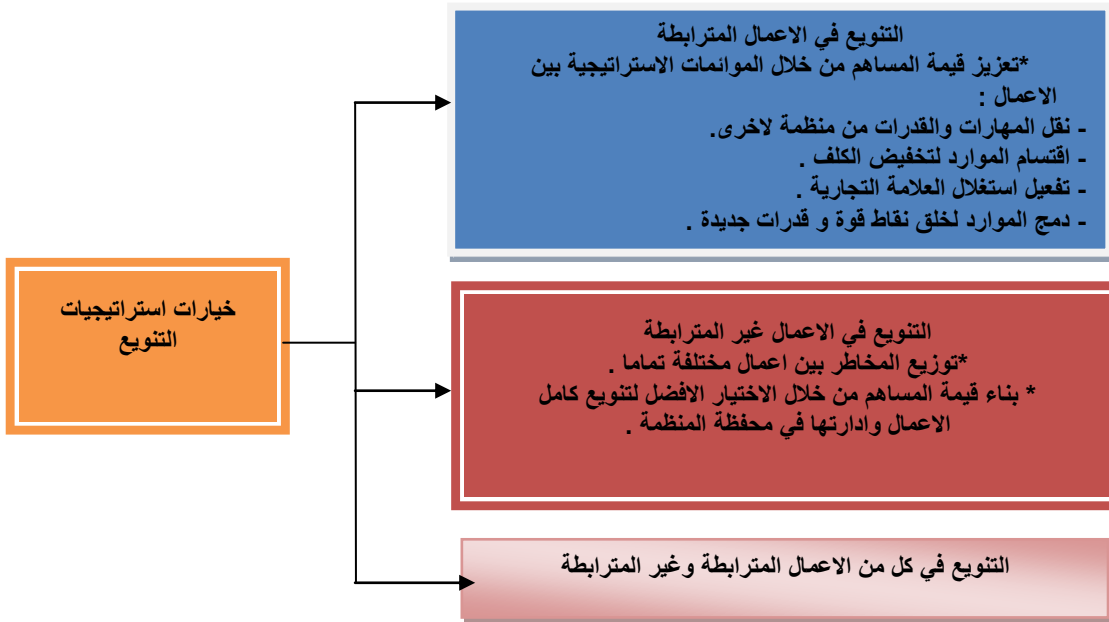 التنويع في الاعمال المترابطة
*تعزيز قيمة المساهم من خلال الموائمات الاستراتيجية بين
الاعمال :
- نقل المهارات والقدرات من منظمة لاخرى.
- اقتسام الموارد لتخفيض الكلف .
- تفعيل استغلال العلامة التجارية .
- دمج الموارد لخلق نقاط قوة و قدرات جديدة .
خيارات استراتيجيات
التنويع
التنويع في الاعمال غير المترابطة
*توزيع المخاطر بين اعمال مختلفة تماما .
* بناء قيمة المساهم من خلال الاختيار الافضل لتنويع كامل
الاعمال وادارتها في محفظة المنظمة .
التنويع في كل من الاعمال المترابطة وغير المترابطة